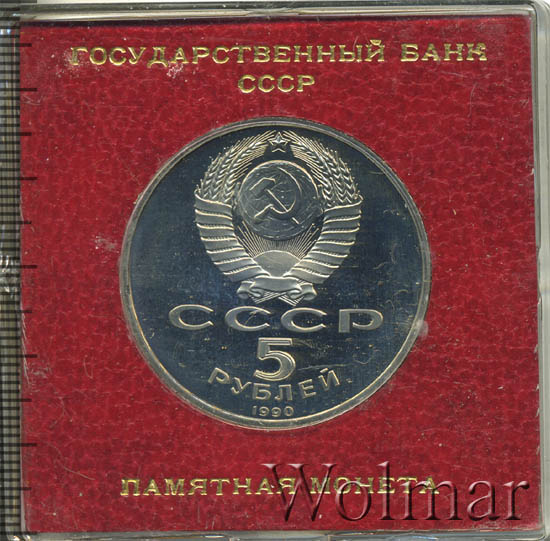 ГОСУДАРСТВЕННЫЙ БАНК
СССР
СССР
5
РУБЛЕЙ
1990
ПАМЯТНАЯ МОНЕТА
Wolmar